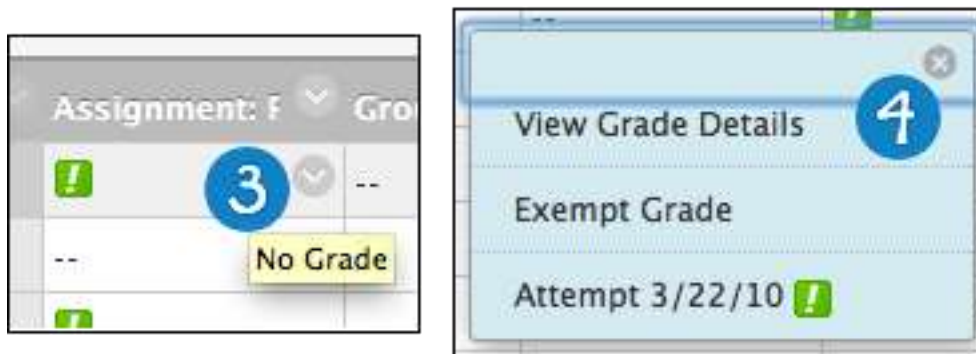 Assignment: F
Gro
!
3
--
--
No Grade
!
--
!
4
View Grade Details
Exempt Grade
Attempt 3/22/10 !